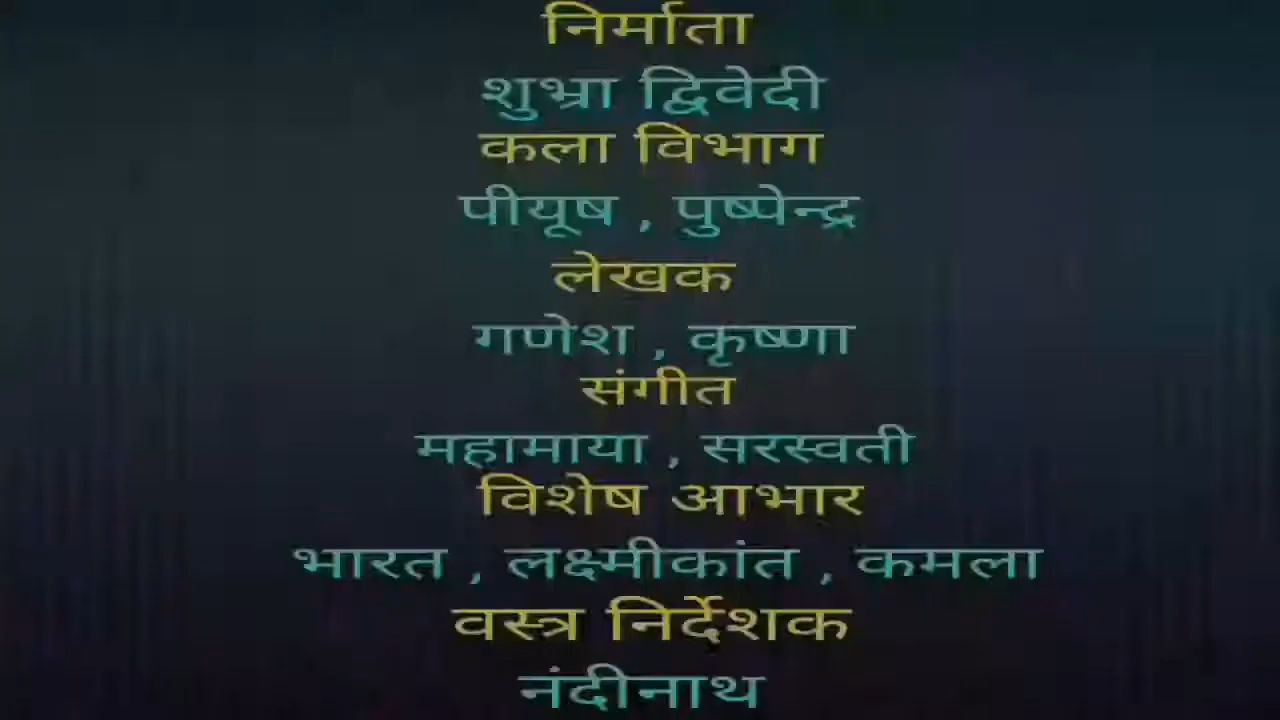 निर्माता
शुभ्रा द्विवेदी
कला विभाग
पीयूष , पुष्पेन्द्र
लेखक
गणेश , कृष्णा
संगीत
महामाया , सरस्वती
विशेष आभार
भारत , लक्ष्मीकांत , कमला
वस्त्र निर्देशक
नंदीनाथ